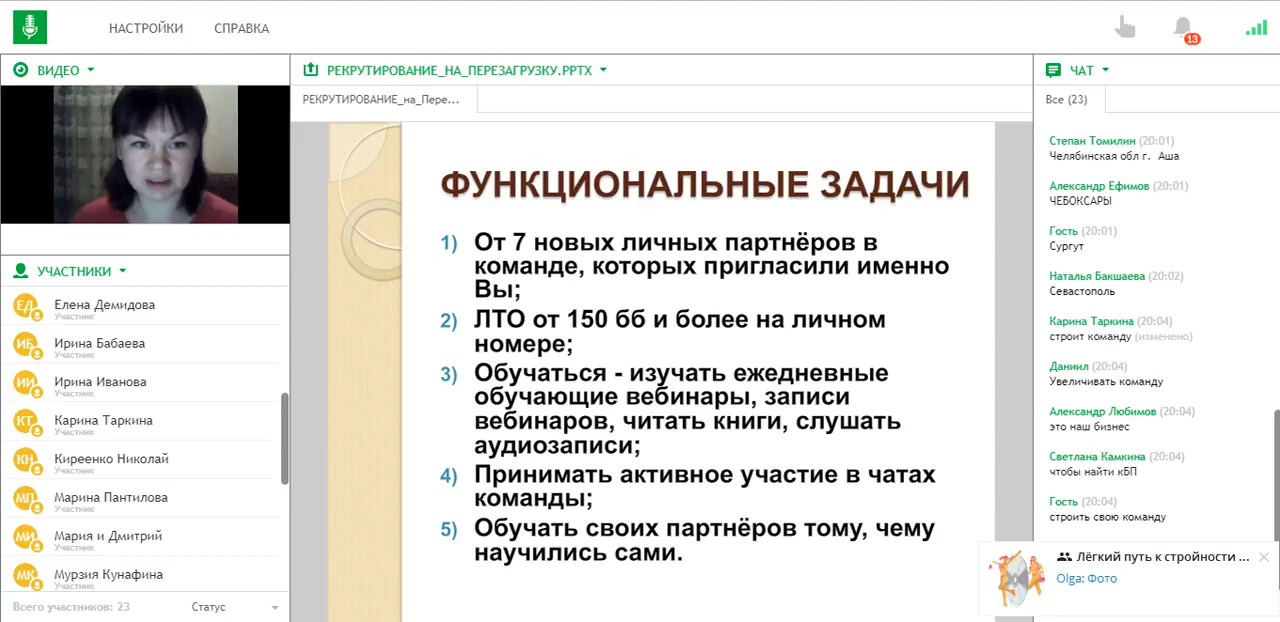 НАСТРОЙКИ СПРАВКА
13
ВИДЕО
РЕКРУТИРОВАНИЕ_НА_ПЕРЕЗАГРУЗКУ.PPTX
ЧАТ
РЕКРУТИРОВАНИЕ_на_Пере...
Все (23)
УЧАСТНИКИ
ЕД Елена Демидова
Участник
ИБ Ирина Бабаева
Участник
ИИ Ирина Иванова
Участник
КТ Карина Таркина
Участник
КН Киреенко Николай
Участник
МП Марина Пантилова
Участник
МИ Мария и Дмитрий
Участник
МК Мурзия Кунафина
Участник
Всего участников: 23 Статус
ФУНКЦИОНАЛЬНЫЕ ЗАДАЧИ
1) От 7 новых личных партнёров в
команде, которых пригласили именно
Вы;
2) ЛТО от 150 бб и более на личном
номере;
3) Обучаться - изучать ежедневные
обучающие вебинары, записи
вебинаров, читать книги, слушать
аудиозаписи;
4) Принимать активное участие в чатах
команды;
5) Обучать своих партнёров тому, чему
научились сами.
Степан Томилин (20:01)
Челябинская обл г. Аша
Александр Ефимов (20:01)
ЧЕБОКСАРЫ
Гость (20:01)
Сургут
Наталья Бакшаева (20:02)
Севастополь
Карина Таркина (20:04)
строит команду (изменено)
Даниил (20:04)
Увеличивать команду
Александр Любимов (20:04)
это наш бизнес
Светлана Камкина (20:04)
чтобы найти кБП
Гость (20:04)
строить свою команду
Лёгкий путь к стройности ...
Olga: Фото